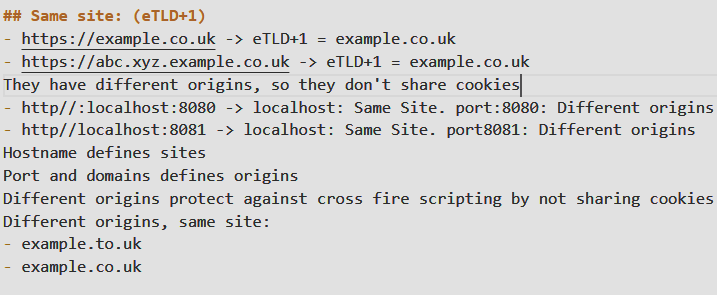 ## Same site: (eTLD+1)
- https://example.co.uk -> eTLD+1 = example.co.uk
- https://abc.xyz.example.co.uk -> eTLD+1 = example.co.uk
They have different origins, so they don't share cookies
- http//:localhost:8080 -> localhost: Same Site. port:8080: Different origins
- http//localhost:8081 -> localhost: Same Site. port8081: Different origins
Hostname defines sites
Port and domains defines origins
Different origins protect against cross fire scripting by not sharing cookies
Different origins, same site:
- example.to.uk
- example.co.uk